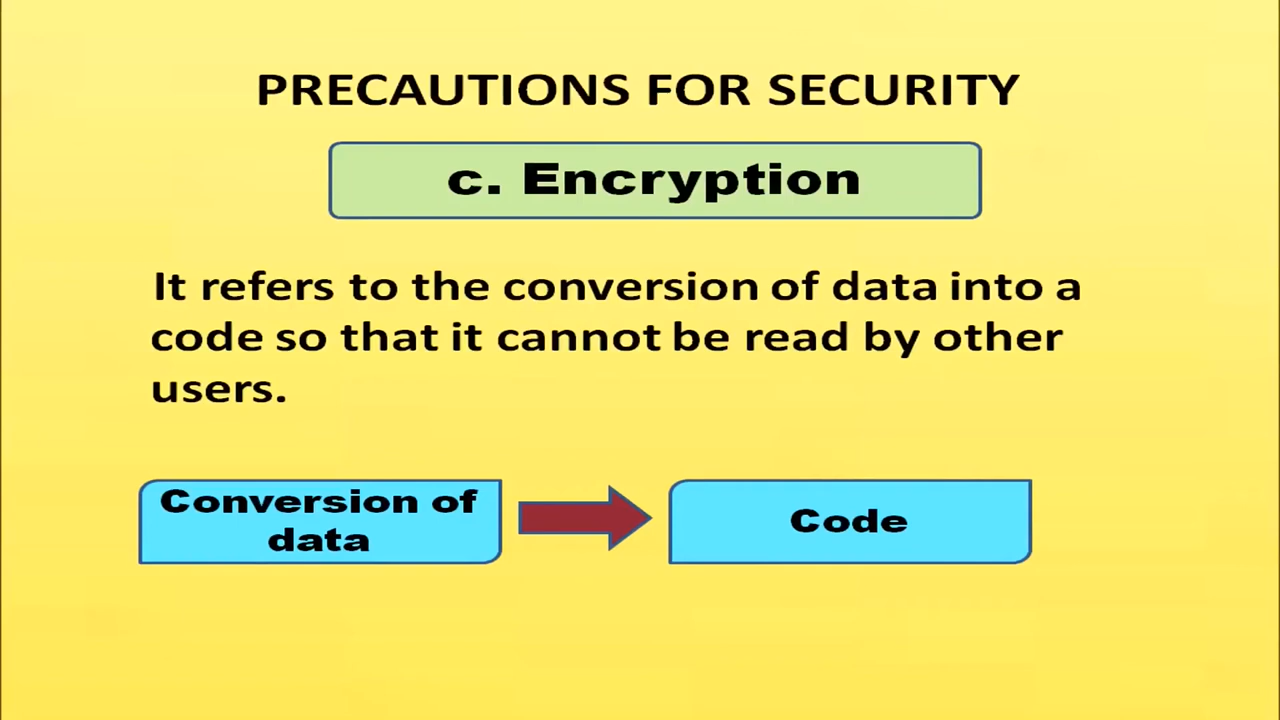 PRECAUTIONS FOR SECURITY
c. Encryption
It refers to the conversion of data into a
code so that it cannot be read by other
users.
Conversion of
data
Code